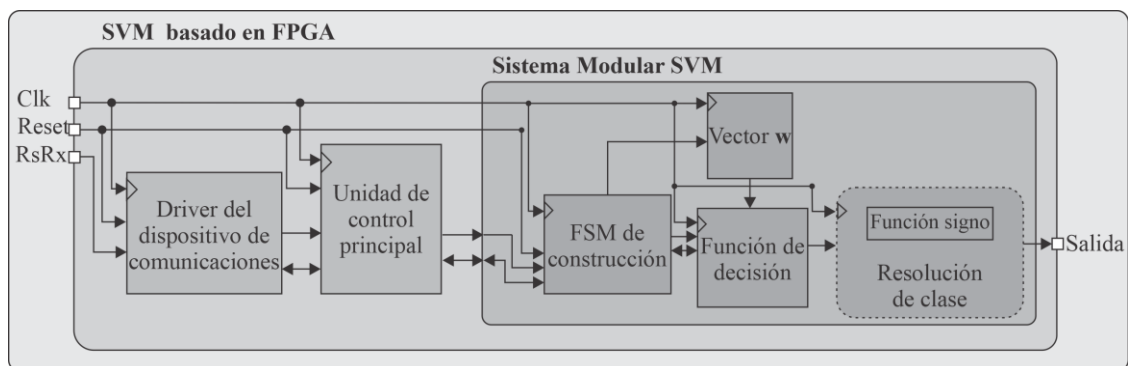 SVM basado en FPGA
Sistema Modular SVM
Clk
Reset
RsRx
Driver del
dispositivo de
comunicaciones
Unidad de
control
principal
FSM de
construcción
Vector w
Función de
decisión
Función signo
Resolución
de clase
Salida